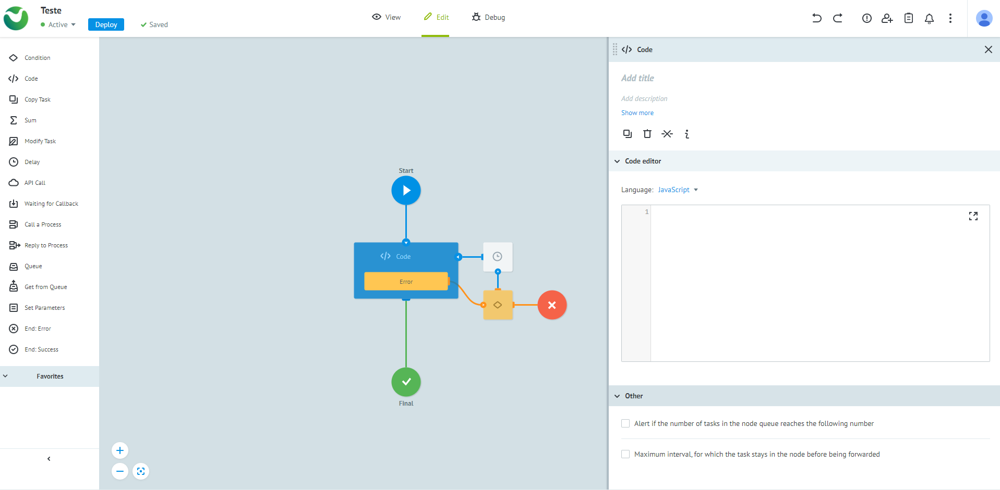 Teste
Active
Deploy
Saved
View
Edit
Debug
Condition
Code
Copy Task
Sum
Modify Task
Delay
API Call
Waiting for Callback
Call a Process
Reply to Process
Queue
Get from Queue
Set Parameters
End: Error
End: Success
Favorites
Start
</> Code
Error
Final
</> Code
Add title
Add description
Show more
Code editor
Language: JavaScript
1
Other
Alert if the number of tasks in the node queue reaches the following number
Maximum interval, for which the task stays in the node before being forwarded